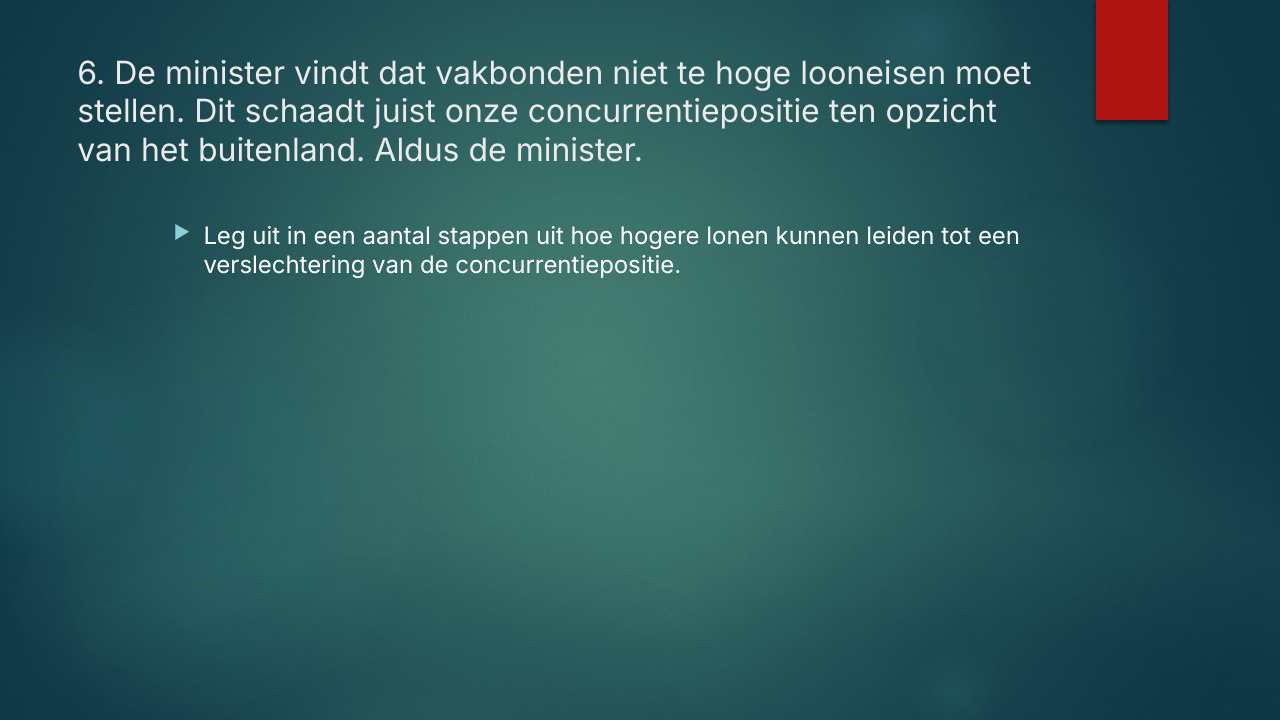 6. De minister vindt dat vakbonden niet te hoge looneisen moet
stellen. Dit schaadt juist onze concurrentiepositie ten opzicht
van het buitenland. Aldus de minister.
Leg uit in een aantal stappen uit hoe hogere lonen kunnen leiden tot een
verslechtering van de concurrentiepositie.